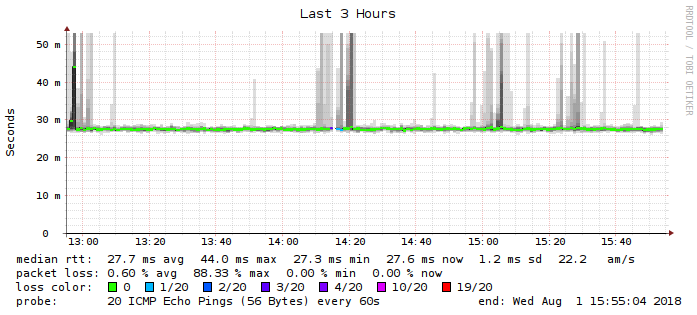 Last 3 Hours
RRDTOOL / TOBI OETIKER
Seconds
50 m
40 m
30 m
20 m
10 m
0
13:00 13:20 13:40 14:00 14:20 14:40 15:00 15:20 15:40
median rtt: 27.7 ms avg 44.0 ms max 27.3 ms min 27.6 ms now 1.2 ms sd 22.2 am/s
packet loss: 0.60 % avg 88.33 % max 0.00 % min 0.00 % now
loss color: 0 1/20 2/20 3/20 4/20 10/20 19/20
probe: 20 ICMP Echo Pings (56 Bytes) every 60s end: Wed Aug 1 15:55:04 2018